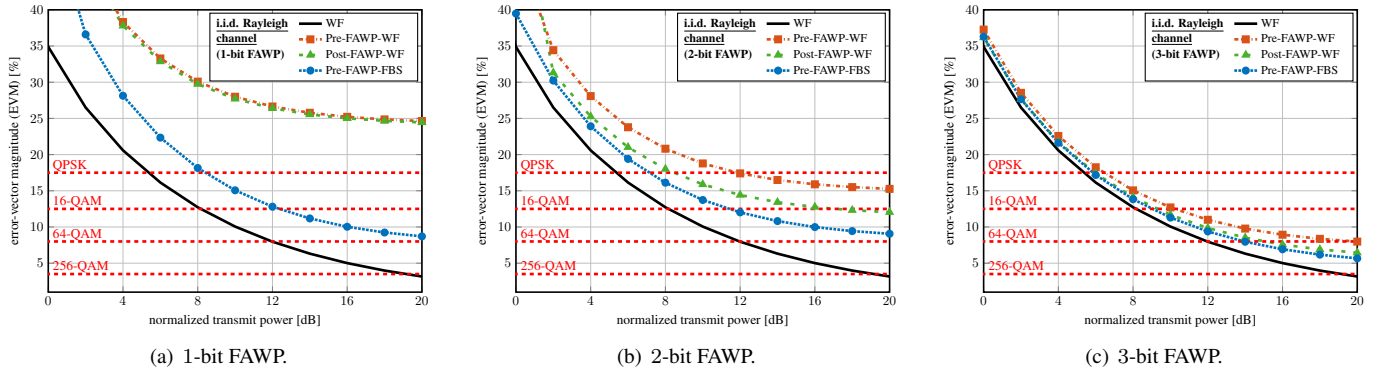 error-vector magnitude (EVM) [%]
40
35
30
25
20
15
10
5
i.i.d. Rayleigh
channel
(1-bit FAWP)
WF
Pre-FAWP-WF
Post-FAWP-WF
Pre-FAWP-FBS
QPSK
16-QAM
64-QAM
256-QAM
0 4 8 12 16 20
normalized transmit power [dB]
(a) 1-bit FAWP.
error-vector magnitude (EVM) [%]
40
35
30
25
20
15
10
5
i.i.d. Rayleigh
channel
(2-bit FAWP)
WF
Pre-FAWP-WF
Post-FAWP-WF
Pre-FAWP-FBS
QPSK
16-QAM
64-QAM
256-QAM
0 4 8 12 16 20
normalized transmit power [dB]
(b) 2-bit FAWP.
error-vector magnitude (EVM) [%]
40
35
30
25
20
15
10
5
i.i.d. Rayleigh
channel
(3-bit FAWP)
WF
Pre-FAWP-WF
Post-FAWP-WF
Pre-FAWP-FBS
QPSK
16-QAM
64-QAM
256-QAM
0 4 8 12 16 20
normalized transmit power [dB]
(c) 3-bit FAWP.